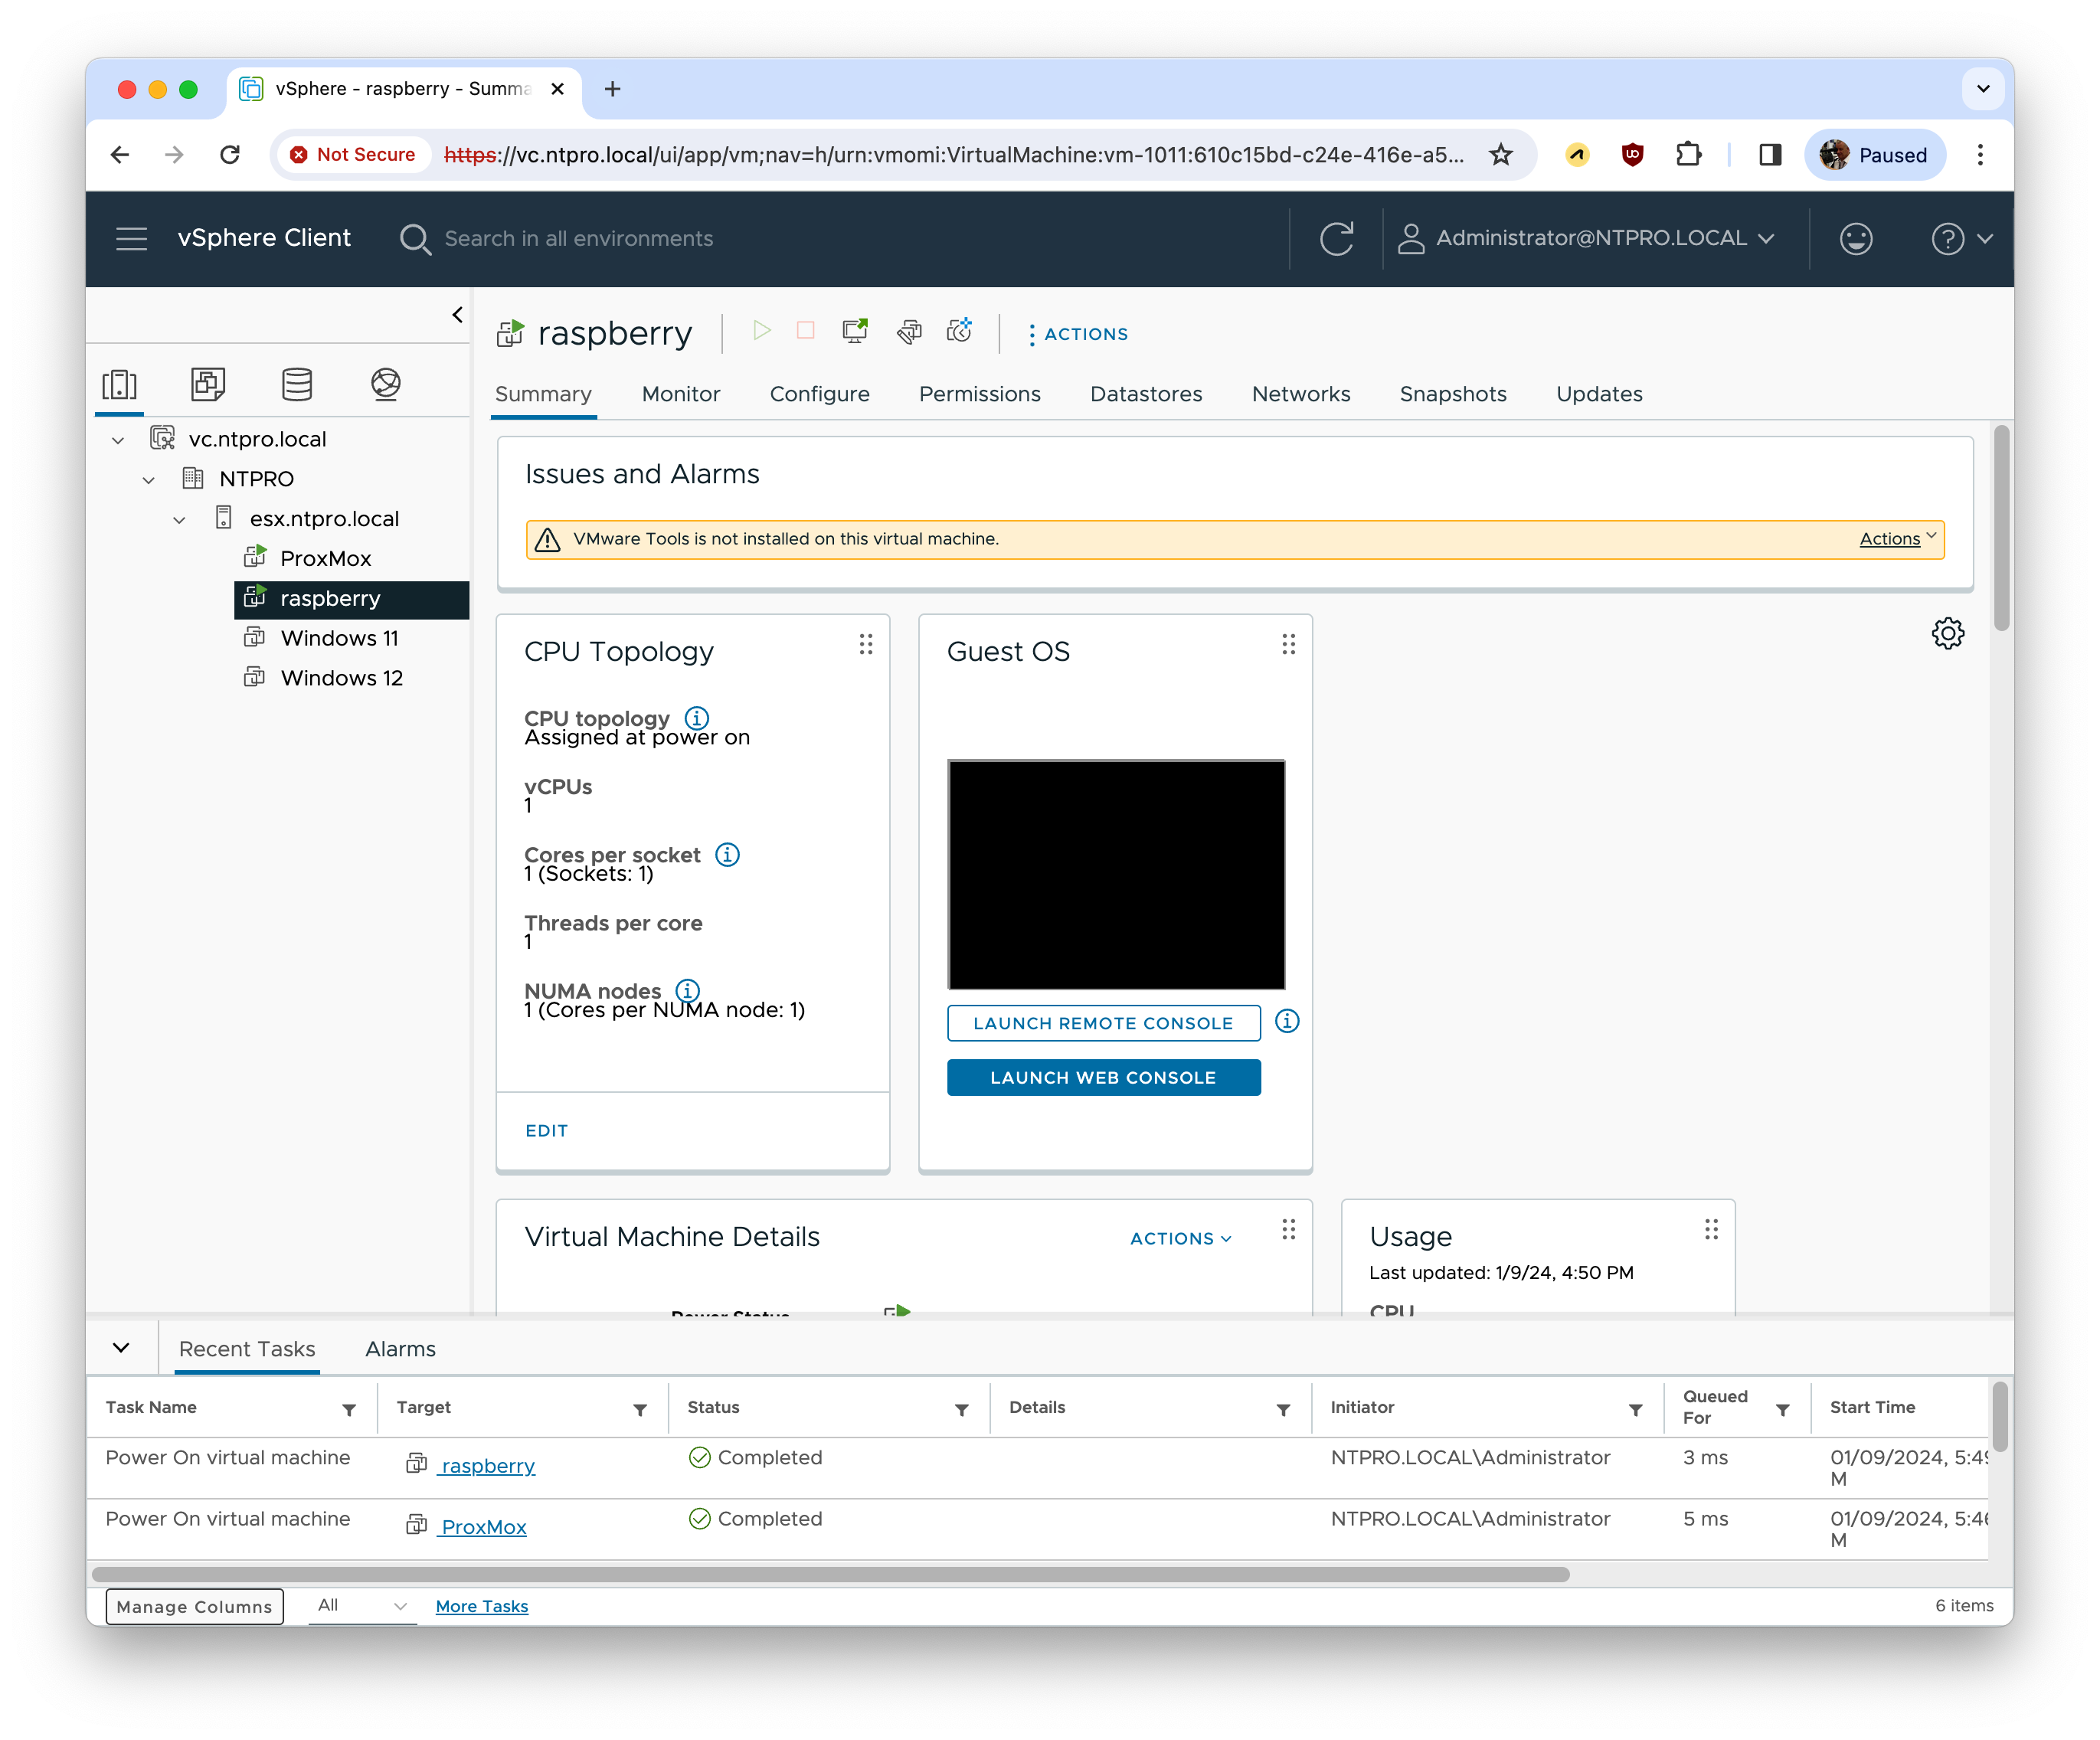 vSphere - raspberry - Summa
Not Secure
https://vc.ntpro.local/ui/app/vm;nav=h/urn:vmomi:VirtualMachine:vm-1011:610c15bd-c24e-416e-a5...
Paused
vSphere Client
Search in all environments
Administrator@NTPRO.LOCAL
raspberry
ACTIONS
Summary
Monitor
Configure
Permissions
Datastores
Networks
Snapshots
Updates
vc.ntpro.local
NTPRO
esx.ntpro.local
ProxMox
raspberry
Windows 11
Windows 12
Issues and Alarms
VMware Tools is not installed on this virtual machine.
Actions
CPU Topology
CPU topology
Assigned at power on
vCPUs
1
Cores per socket
1 (Sockets: 1)
Threads per core
1
NUMA nodes
1 (Cores per NUMA node: 1)
EDIT
Guest OS
LAUNCH REMOTE CONSOLE
LAUNCH WEB CONSOLE
Virtual Machine Details
ACTIONS
Power Status
Usage
Last updated: 1/9/24, 4:50 PM
CPU
Recent Tasks
Alarms
Task Name
Target
Status
Details
Initiator
Queued For
Start Time
Power On virtual machine
raspberry
Completed
NTPRO.LOCAL\Administrator
3 ms
01/09/2024, 5:49
M
Power On virtual machine
ProxMox
Completed
NTPRO.LOCAL\Administrator
5 ms
01/09/2024, 5:46
M
Manage Columns
All
More Tasks
6 items